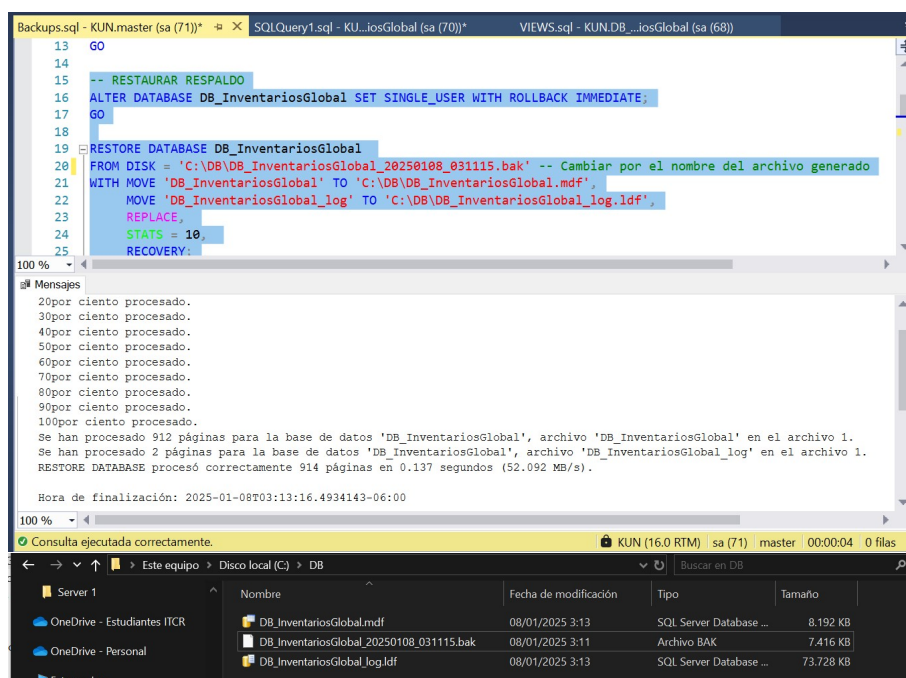 Backups.sql - KUN.master (sa (71))* SQLQuery1.sql - KU...iosGlobal (sa (70))* VIEWS.sql - KUN.DB_...iosGlobal (sa (68))
13 GO
14
15 -- RESTAURAR RESPALDO
16 ALTER DATABASE DB_InventariosGlobal SET SINGLE_USER WITH ROLLBACK IMMEDIATE;
17 GO
18
19 RESTORE DATABASE DB_InventariosGlobal
20 FROM DISK = 'C:\DB\DB_InventariosGlobal_20250108_031115.bak' -- Cambiar por el nombre del archivo generado
21 WITH MOVE 'DB_InventariosGlobal' TO 'C:\DB\DB_InventariosGlobal.mdf',
22 MOVE 'DB_InventariosGlobal_log' TO 'C:\DB\DB_InventariosGlobal_log.ldf',
23 REPLACE,
24 STATS = 10,
25 RECOVERY;
100 %
Mensajes
20por ciento procesado.
30por ciento procesado.
40por ciento procesado.
50por ciento procesado.
60por ciento procesado.
70por ciento procesado.
80por ciento procesado.
90por ciento procesado.
100por ciento procesado.
Se han procesado 912 páginas para la base de datos 'DB_InventariosGlobal', archivo 'DB_InventariosGlobal' en el archivo 1.
Se han procesado 2 páginas para la base de datos 'DB_InventariosGlobal', archivo 'DB_InventariosGlobal_log' en el archivo 1.
RESTORE DATABASE procesó correctamente 914 páginas en 0.137 segundos (52.092 MB/s).
Hora de finalización: 2025-01-08T03:13:16.4934143-06:00
100 %
Consulta ejecutada correctamente. KUN (16.0 RTM) sa (71) master 00:00:04 0 filas
Este equipo > Disco local (C:) > DB Buscar en DB
Server 1 Nombre Fecha de modificación Tipo Tamaño
OneDrive - Estudiantes ITCR DB_InventariosGlobal.mdf 08/01/2025 3:13 SQL Server Database ... 8.192 KB
DB_InventariosGlobal_20250108_031115.bak 08/01/2025 3:11 Archivo BAK 7.416 KB
OneDrive - Personal DB_InventariosGlobal_log.ldf 08/01/2025 3:13 SQL Server Database ... 73.728 KB